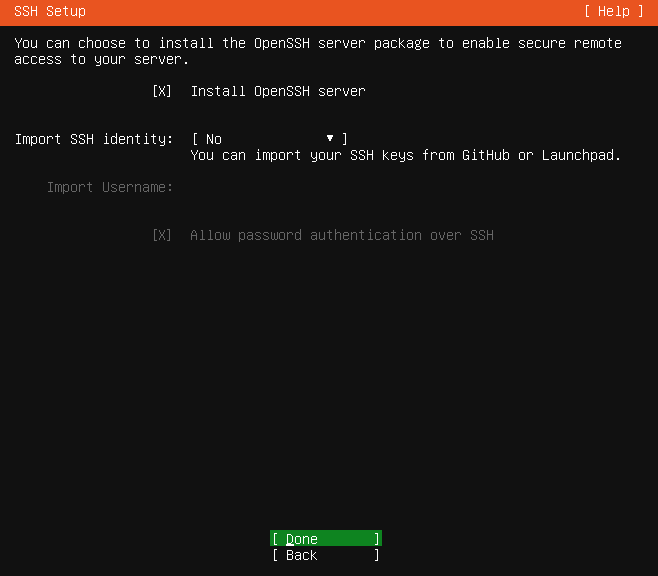 SSH Setup [ Help ]
You can choose to install the OpenSSH server package to enable secure remote
access to your server.
[X] Install OpenSSH server
Import SSH identity: [ No ▾ ]
You can import your SSH keys from GitHub or Launchpad.
Import Username:
[X] Allow password authentication over SSH
[ Done ]
[ Back ]